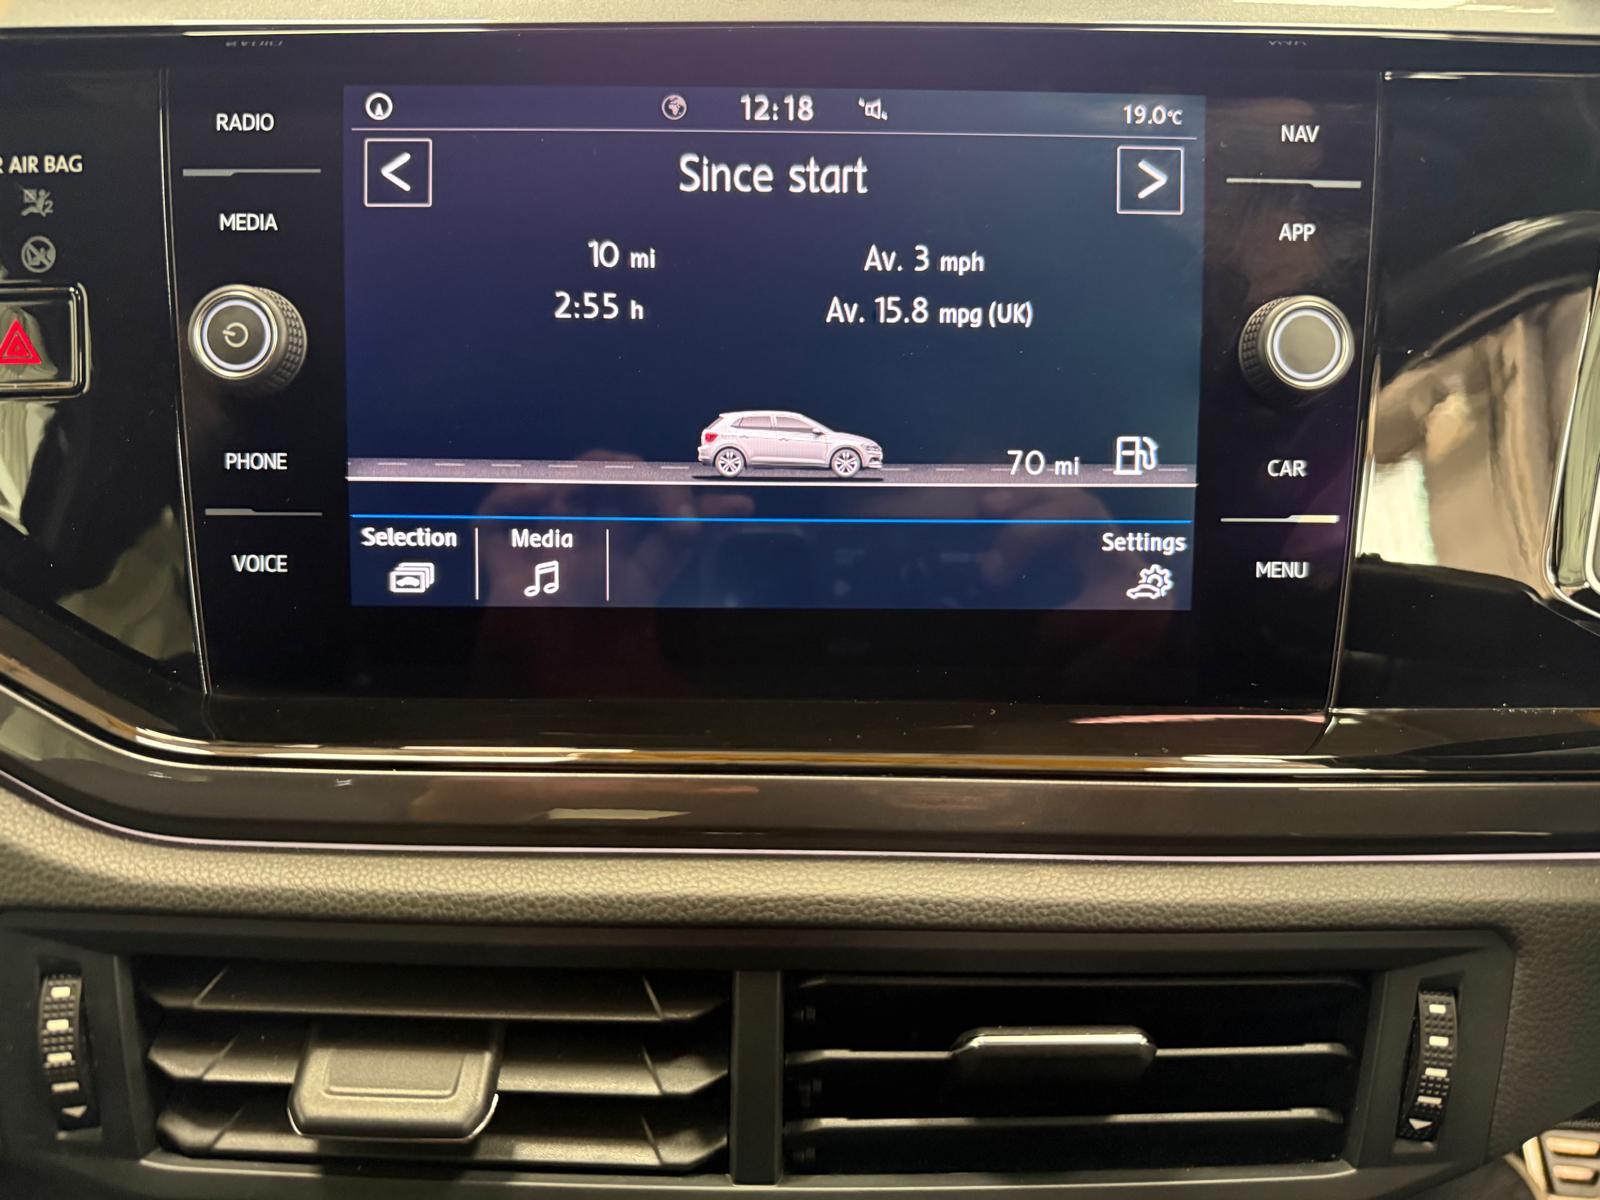 RADIO
MEDIA
PHONE
VOICE
R AIR BAG
2
12:18
19.0°C
<
Since start
>
10 mi
Av. 3 mph
2:55 h
Av. 15.8 mpg (UK)
70 mi
Selection
Media
Settings
NAV
APP
CAR
MENU